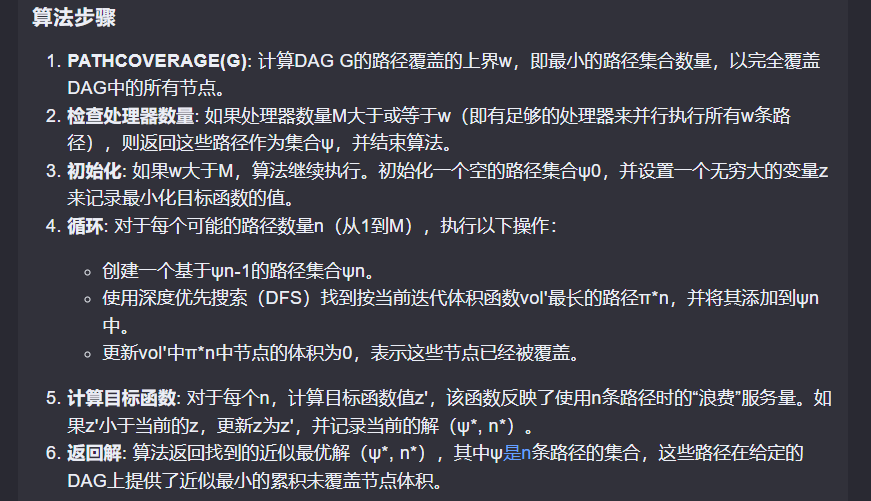 算法步骤
1. PATHCOVERAGE(G): 计算DAG G的路径覆盖的上界w，即最小的路径集合数量，以完全覆盖
DAG中的所有节点。
2. 检查处理器数量: 如果处理器数量M大于或等于w（即有足够的处理器来并行执行所有w条路
径），则返回这些路径作为集合ψ，并结束算法。
3. 初始化: 如果w大于M，算法继续执行。初始化一个空的路径集合ψ0，并设置一个无穷大的变量z
来记录最小化目标函数的值。
4. 循环: 对于每个可能的路径数量n（从1到M），执行以下操作：
○ 创建一个基于ψn-1的路径集合ψn。
○ 使用深度优先搜索（DFS）找到按当前迭代体积函数vol'最长的路径π*n，并将其添加到ψn
中。
○ 更新vol'中π*n中节点的体积为0，表示这些节点已经被覆盖。
5. 计算目标函数: 对于每个n，计算目标函数值z'，该函数反映了使用n条路径时的“浪费”服务量。如
果z'小于当前的z，更新z为z'，并记录当前的解（ψ*, n*）。
6. 返回解: 算法返回找到的近似最优解（ψ*, n*），其中ψ是n条路径的集合，这些路径在给定的
DAG上提供了近似最小的累积未覆盖节点体积。